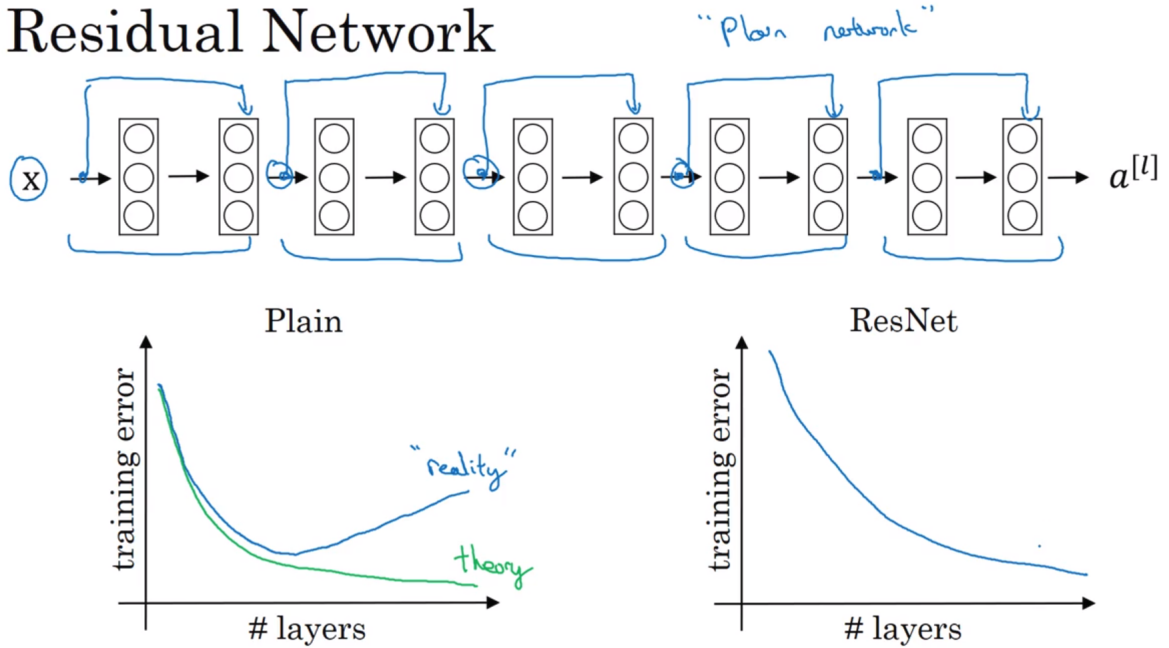 Residual Network
"Plain network"
x
a[l]
Plain
ResNet
training error
"reality"
theory
# layers
training error
# layers